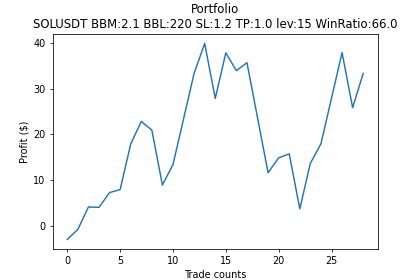 Portfolio
SOLUSDT BBM:2.1 BBL:220 SL:1.2 TP:1.0 lev:15 WinRatio:66.0
40
30
20
10
0
Profit ($)
0 5 10 15 20 25
Trade counts